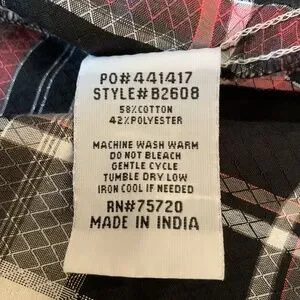 PO#441417
STYLE#B2608
58%COTTON
42%POLYESTER
MACHINE WASH WARM
DO NOT BLEACH
GENTLE CYCLE
TUMBLE DRY LOW
IRON COOL IF NEEDED
RN#75720
MADE IN INDIA